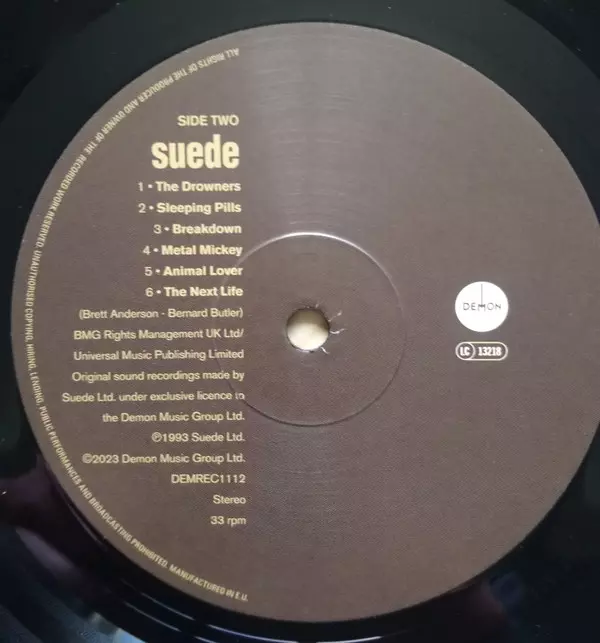 SIDE TWO
suede
1 • The Drowners
2 • Sleeping Pills
3 • Breakdown
4 • Metal Mickey
5 • Animal Lover
6 • The Next Life
(Brett Anderson - Bernard Butler)
BMG Rights Management UK Ltd/
Universal Music Publishing Limited
Original sound recordings made by
Suede Ltd. under exclusive licence to
the Demon Music Group Ltd.
℗1993 Suede Ltd.
©2023 Demon Music Group Ltd.
DEMREC1112
Stereo
33 rpm
DEMON
LC 13218
ALL RIGHTS OF THE PRODUCER AND OWNER OF THE RECORDED WORK RESERVED. UNAUTHORISED COPYING, HIRING, LENDING, PUBLIC PERFORMANCES AND BROADCASTING PROHIBITED. MANUFACTURED IN E.U.